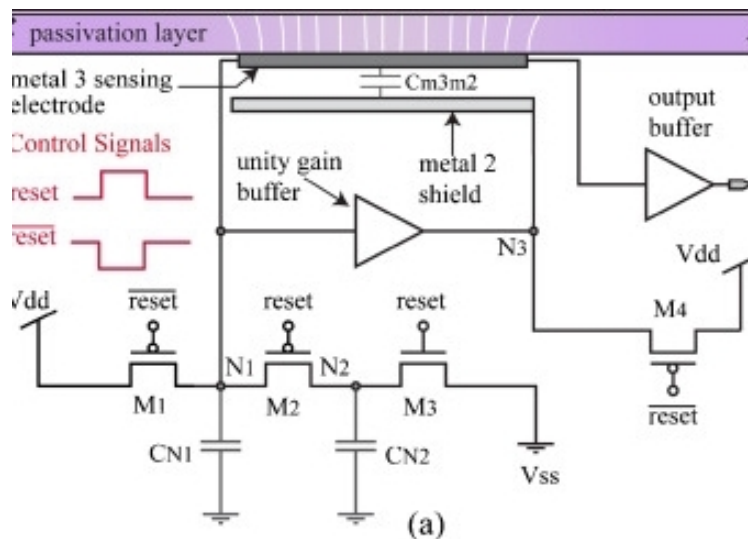 passivation layer
metal 3 sensing
electrode
Cm3m2
output
buffer
Control Signals
unity gain
buffer
metal 2
shield
reset
reset
N3
Vdd
Vdd
reset
reset
reset
M4
N1
N2
M1
M2
M3
reset
CN1
CN2
Vss
(a)